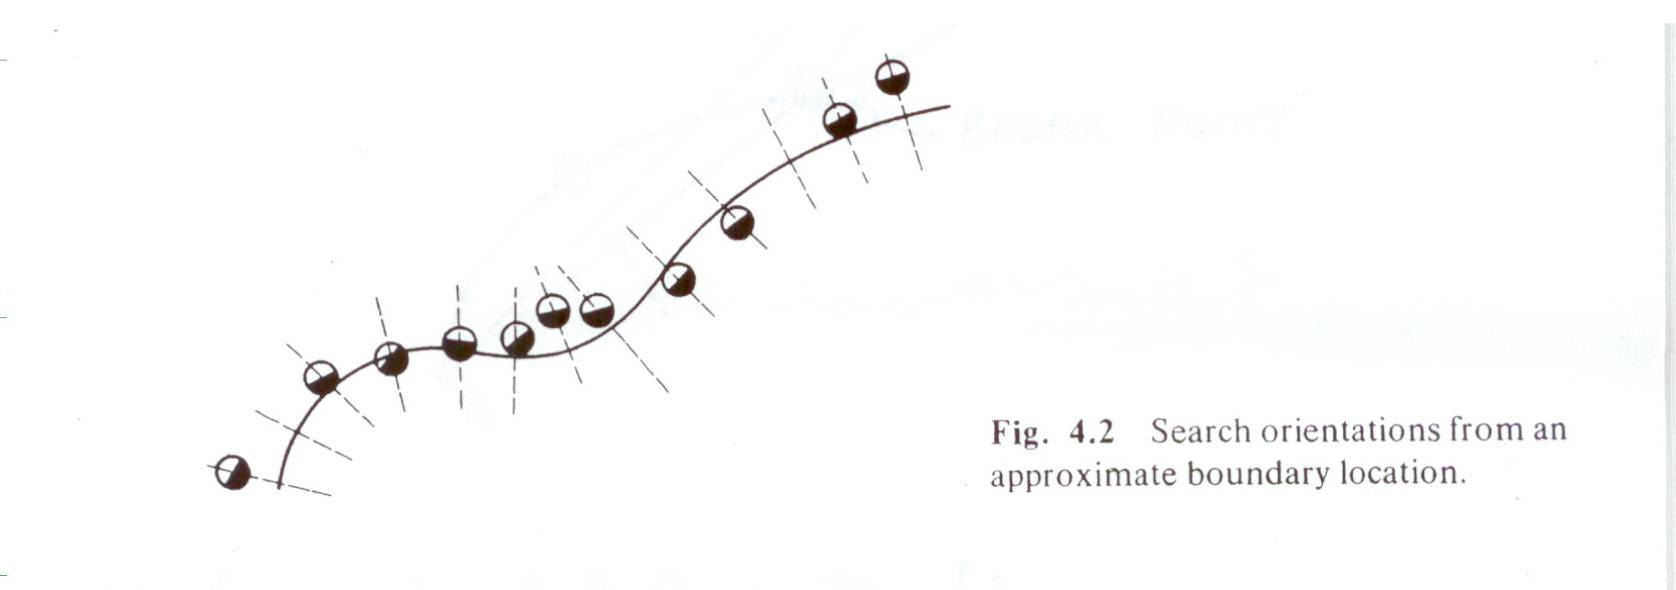 Fig. 4.2 Search orientations from an
approximate boundary location.